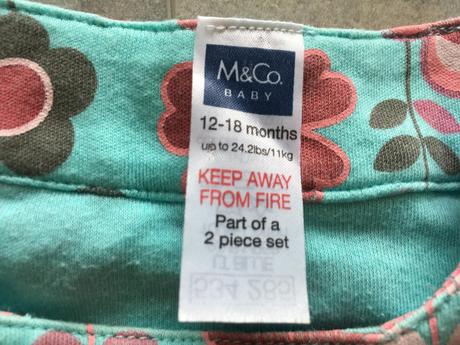 M&Co.
BABY
12-18 months
up to 24.2lbs/11kg
KEEP AWAY
FROM FIRE
Part of a
2 piece set